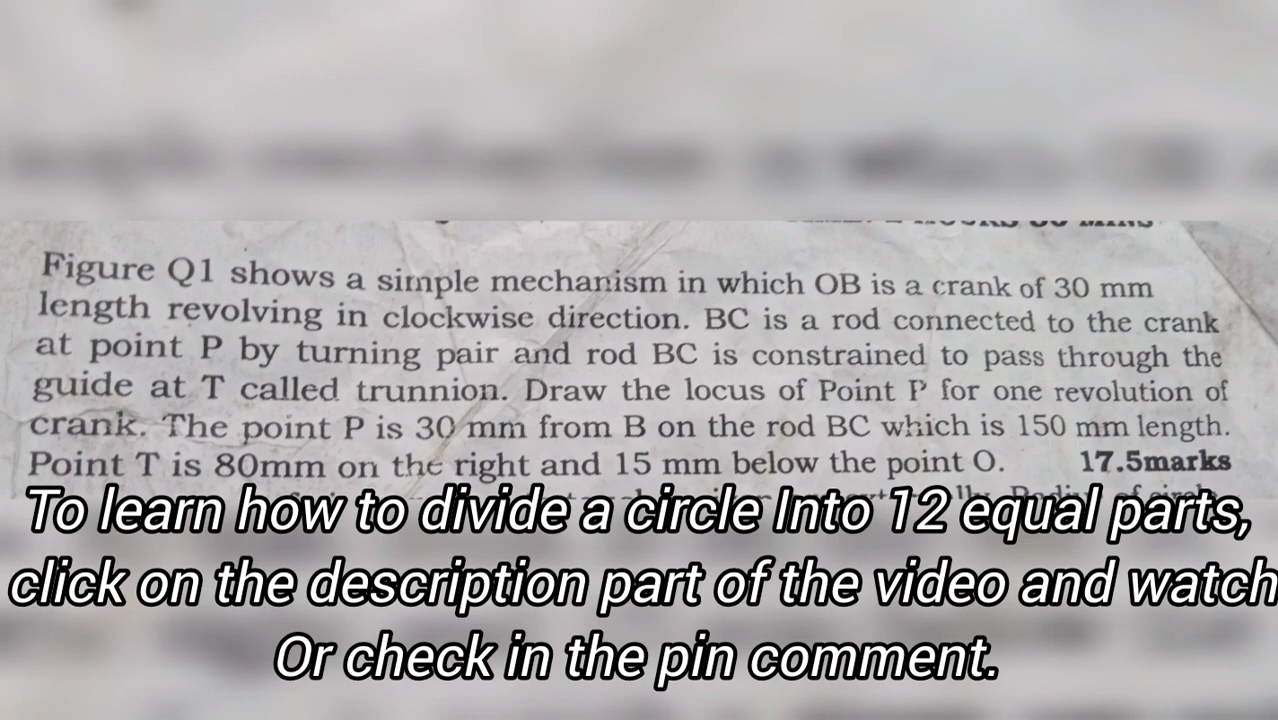 Figure Q1 shows a simple mechanism in which OB is a crank of 30 mm
length revolving in clockwise direction. BC is a rod connected to the crank
at point P by turning pair and rod BC is constrained to pass through the
guide at T called trunnion. Draw the locus of Point P for one revolution of
crank. The point P is 30 mm from B on the rod BC which is 150 mm length.
Point T is 80mm on the right and 15 mm below the point O. 17.5marks
To learn how to divide a circle Into 12 equal parts,
click on the description part of the video and watch
Or check in the pin comment.